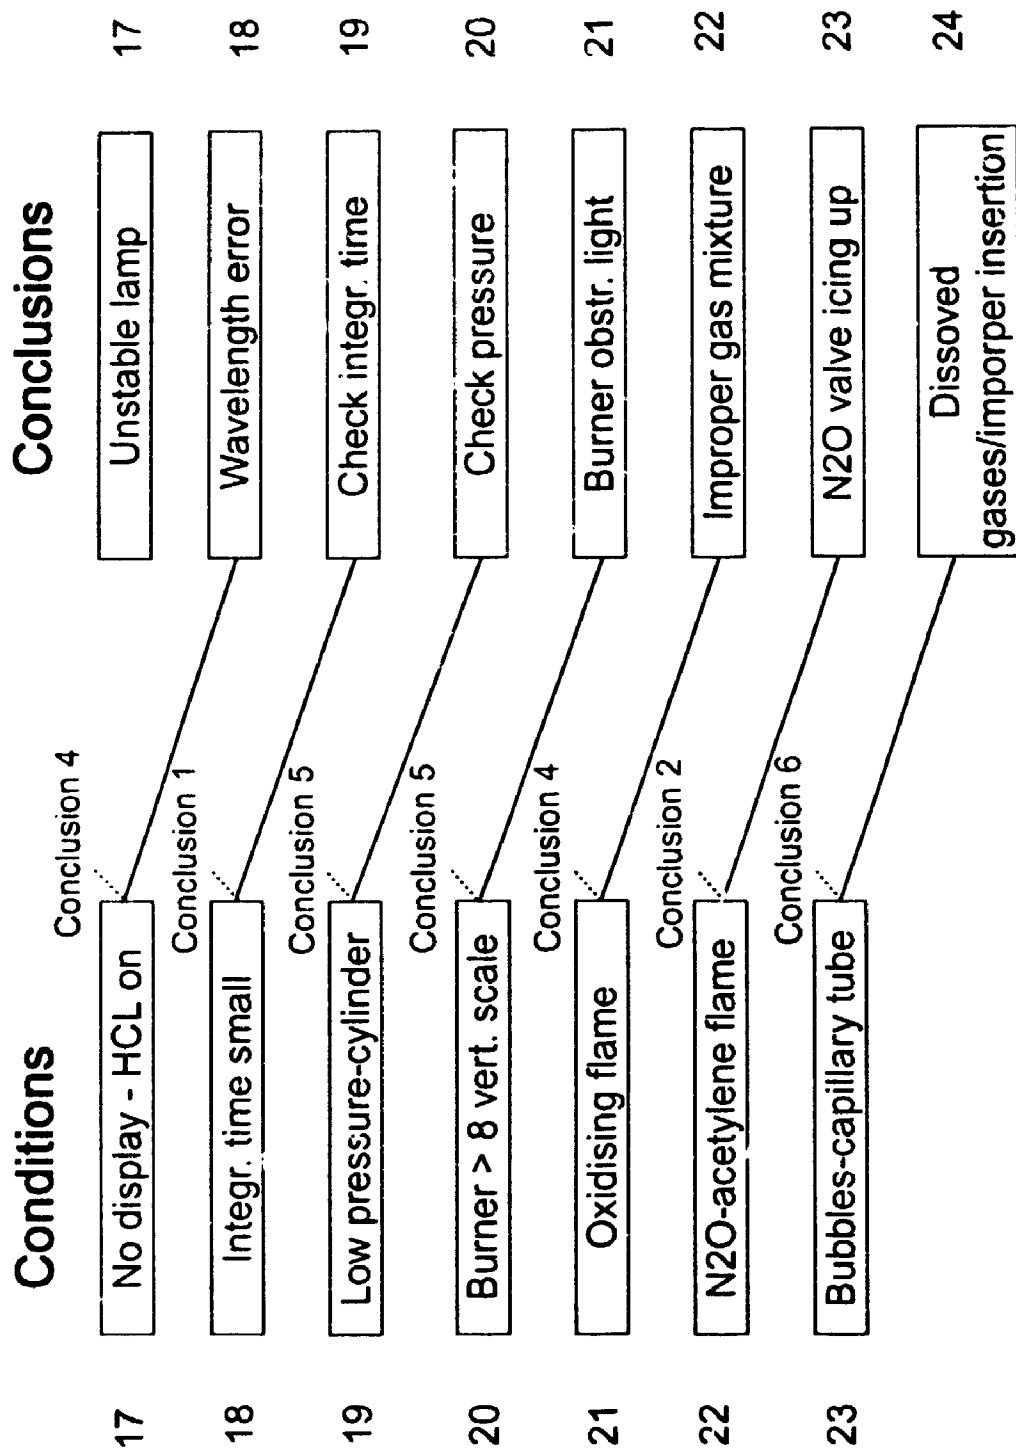 Conditions
Conclusions
17
No display - HCL on
Conclusion 4
Unstable lamp
17
18
Integr. time small
Conclusion 1
Wavelength error
18
19
Low pressure-cylinder
Conclusion 5
Check integr. time
19
20
Burner > 8 vert. scale
Conclusion 5
Check pressure
20
21
Oxidising flame
Conclusion 4
Burner obstr. light
21
22
N2O-acetylene flame
Conclusion 2
Improper gas mixture
22
23
Bubbles-capillary tube
Conclusion 6
N2O valve icing up
23
Dissoved
gases/imporper insertion
24